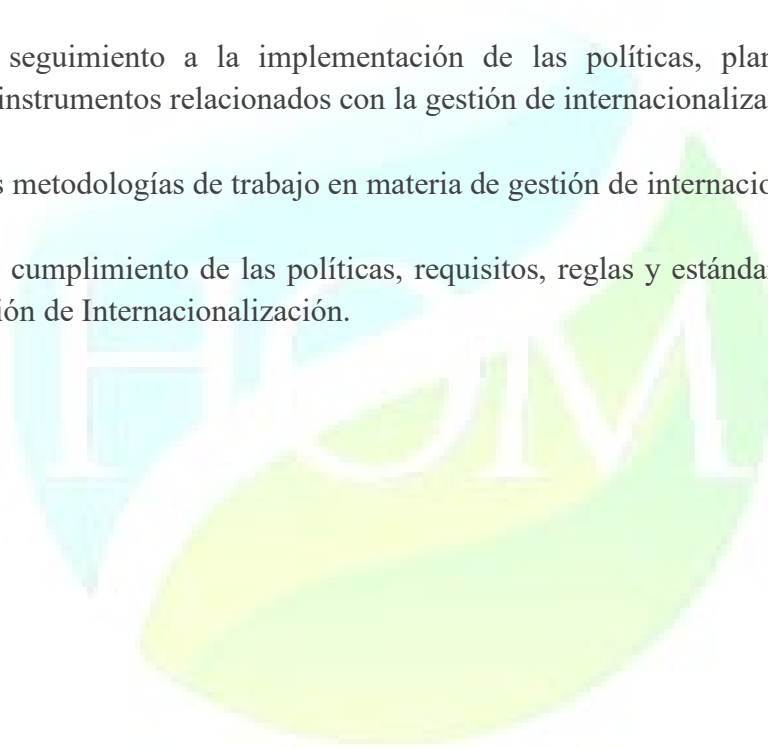 seguimiento a la implementación de las políticas, plan
instrumentos relacionados con la gestión de internacionaliza
s metodologías de trabajo en materia de gestión de internacio
cumplimiento de las políticas, requisitos, reglas y estánda
ión de Internacionalización.
HOM